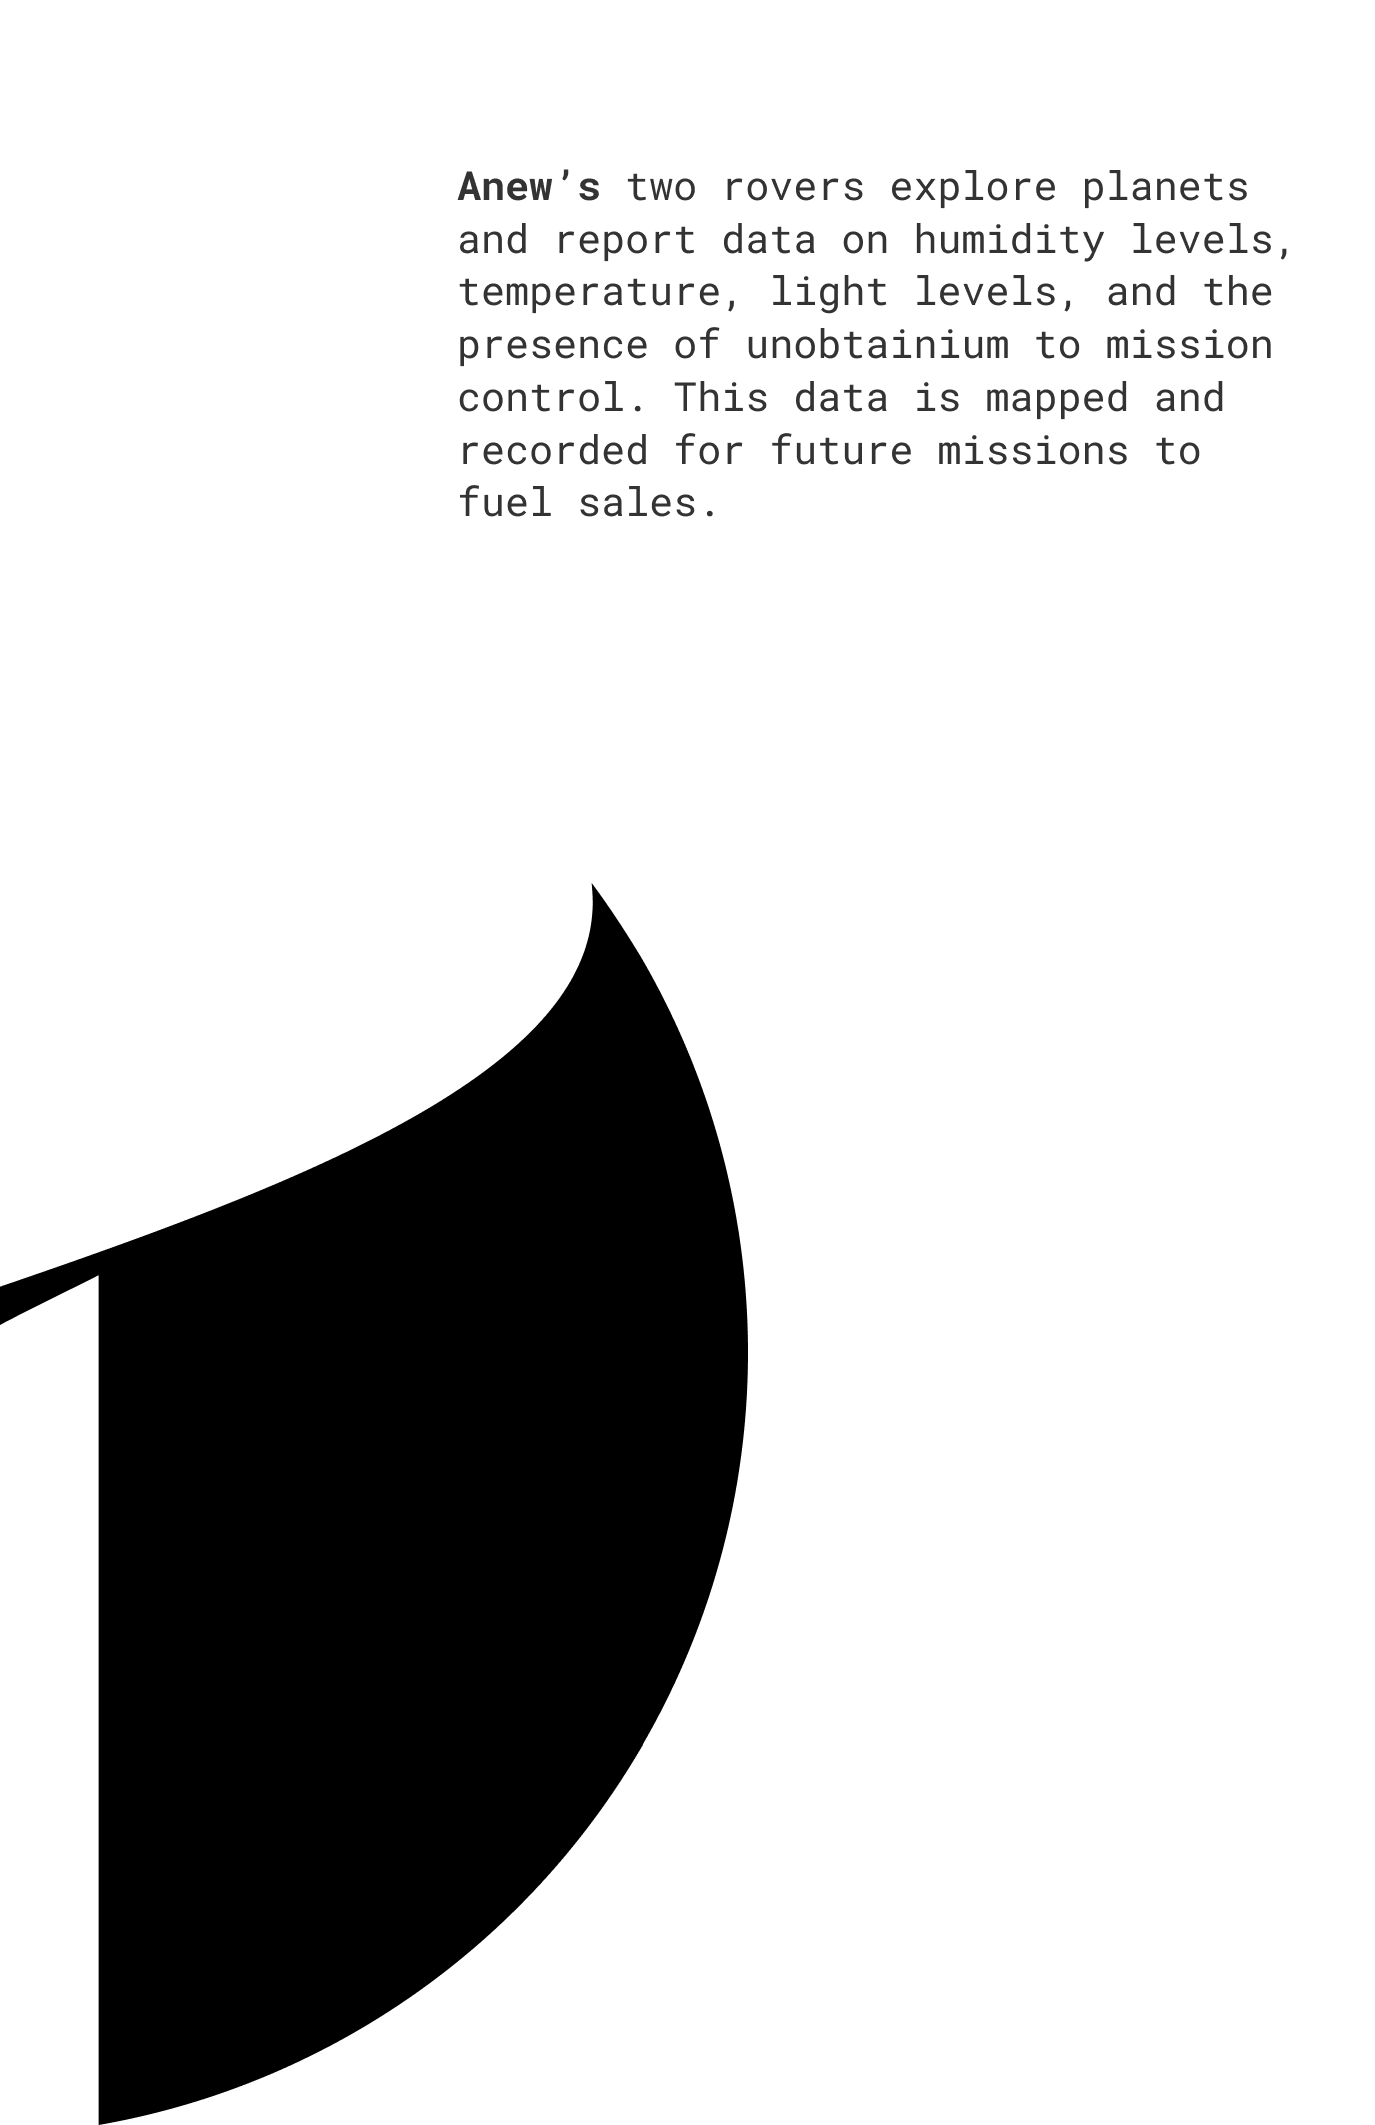 Anew’s two rovers explore planets
and report data on humidity levels,
temperature, light levels, and the
presence of unobtainium to mission
control. This data is mapped and
recorded for future missions to
fuel sales.